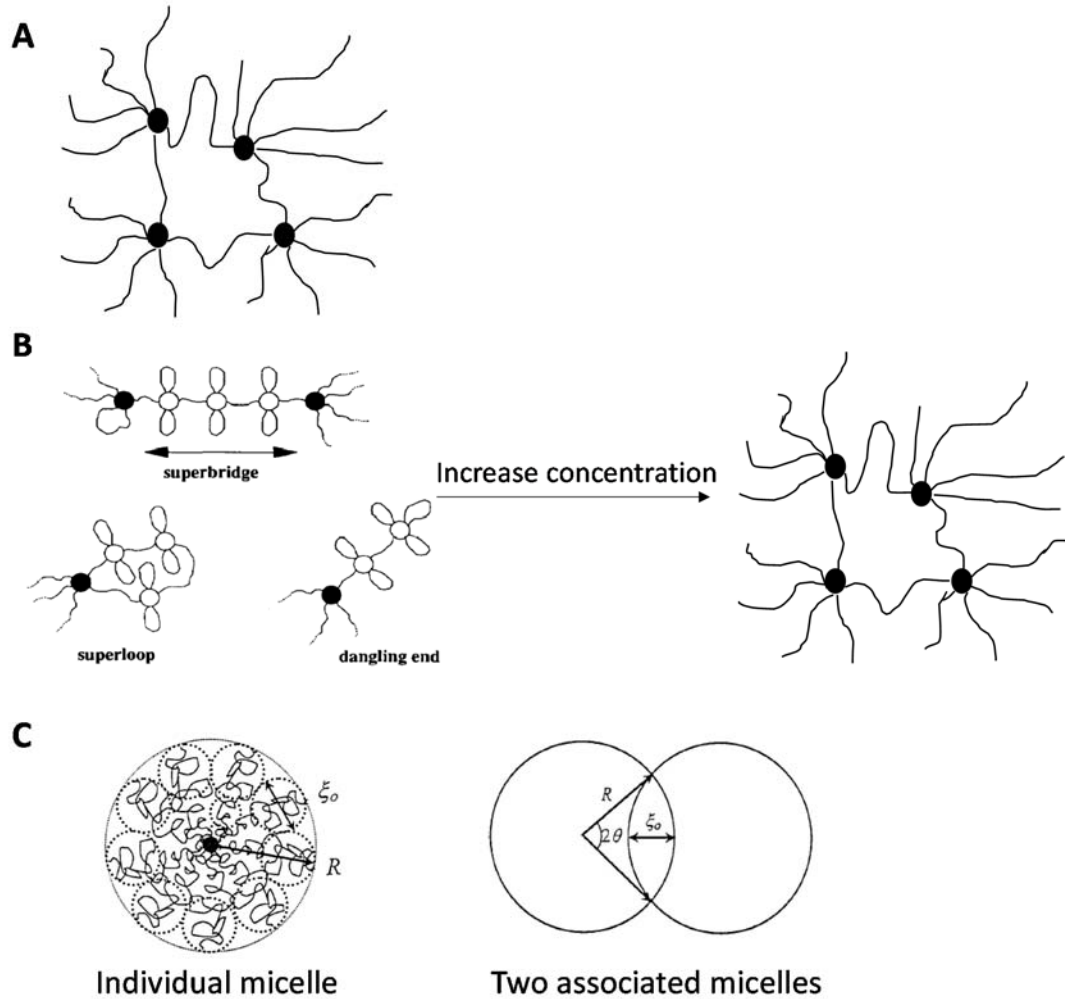 A
B
superbridge
Increase concentration
superloop
dangling end
C
ξₒ
R
R
2θ
ξₒ
Individual micelle
Two associated micelles